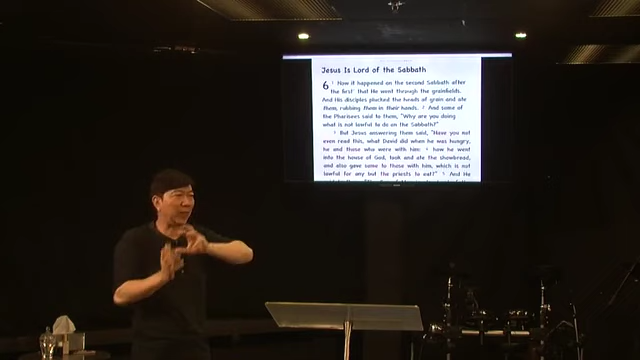 Jesus Is Lord of the Sabbath
6 1 Now it happened on the second Sabbath after
the first that He went through the grainfields.
And His disciples plucked the heads of grain and ate
them, rubbing them in their hands. 2 And some of
the Pharisees said to them, "Why are you doing
what is not lawful to do on the Sabbath?"
3 But Jesus answering them said, "Have you not
even read this, what David did when he was hungry,
he and those who were with him: 4 how he went
into the house of God, took and ate the showbread,
and also gave some to those with him, which is not
lawful for any but the priests to eat?" 5 And He